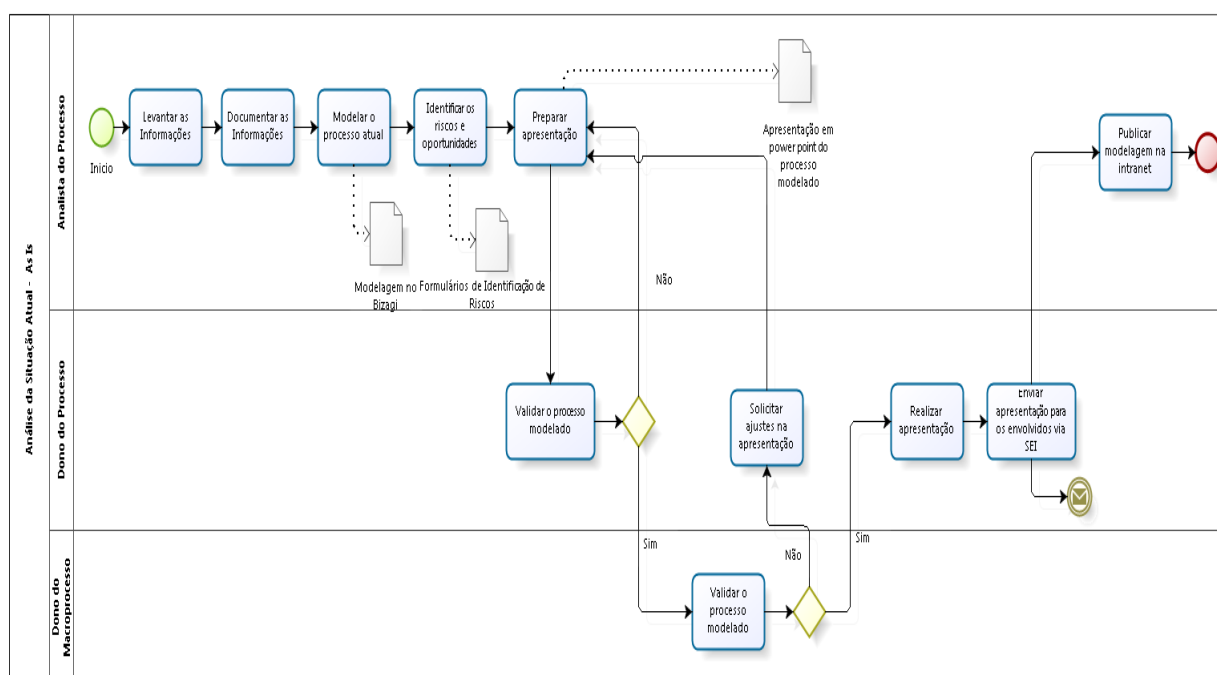 Análise da Situação Atual - As Is
Analista do Processo
Inicio
Levantar as
Informações
Documentar as
Informações
Modelar o
processo atual
Identificar os
riscos e
oportunidades
Preparar
apresentação
Apresentação em
power point do
processo
modelado
Publicar
modelagem na
intranet
Modelagem no
Bizagi
Formulários de Identificação de
Riscos
Não
Dono do Processo
Validar o processo
modelado
Solicitar
ajustes na
apresentação
Realizar
apresentação
Enviar
apresentação para
os envolvidos via
SEI
Sim
Não
Sim
Dono do
Macroprocesso
Validar o
processo
modelado